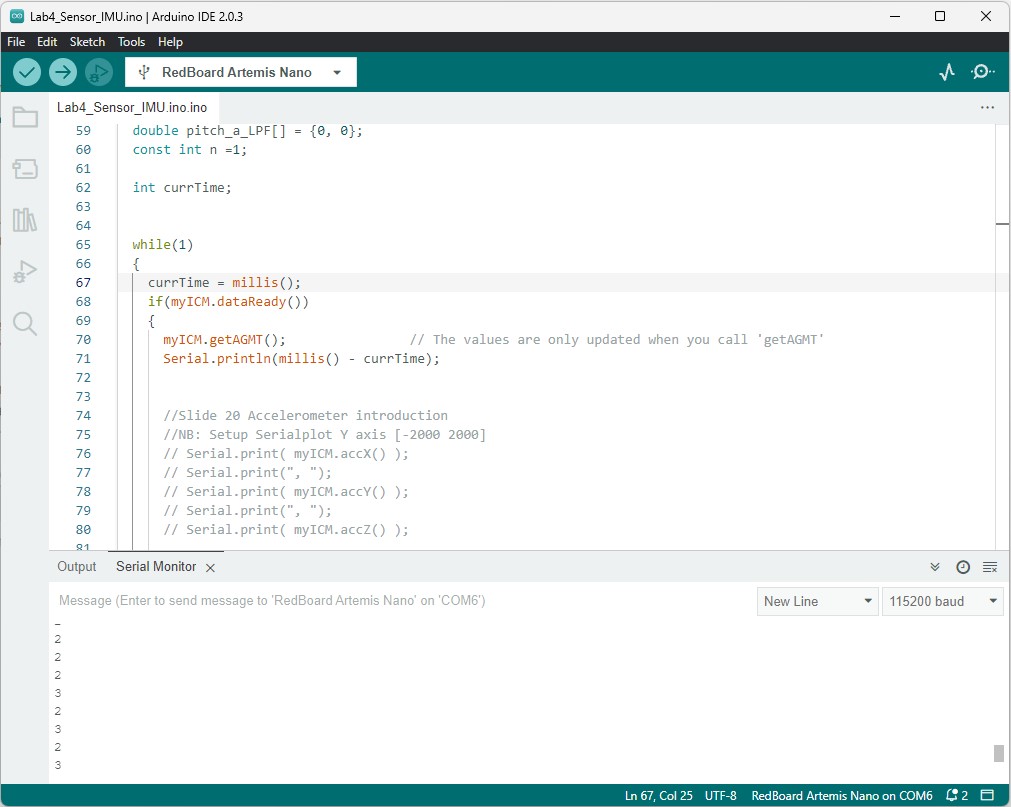 Lab4_Sensor_IMU.ino | Arduino IDE 2.0.3
File Edit Sketch Tools Help
RedBoard Artemis Nano
Lab4_Sensor_IMU.ino.ino
59 double pitch_a_LPF[] = {0, 0};
60 const int n =1;
61
62 int currTime;
63
64
65 while(1)
66 {
67 currTime = millis();
68 if(myICM.dataReady())
69 {
70 myICM.getAGMT(); // The values are only updated when you call 'getAGMT'
71 Serial.println(millis() - currTime);
72
73
74 //Slide 20 Accelerometer introduction
75 //NB: Setup Serialplot Y axis [-2000 2000]
76 // Serial.print( myICM.accX() );
77 // Serial.print(", ");
78 // Serial.print( myICM.accY() );
79 // Serial.print(", ");
80 // Serial.print( myICM.accZ() );
81
Output Serial Monitor
Message (Enter to send message to 'RedBoard Artemis Nano' on 'COM6')
New Line 115200 baud
2
2
2
3
2
3
2
3
Ln 67, Col 25 UTF-8 RedBoard Artemis Nano on COM6 2